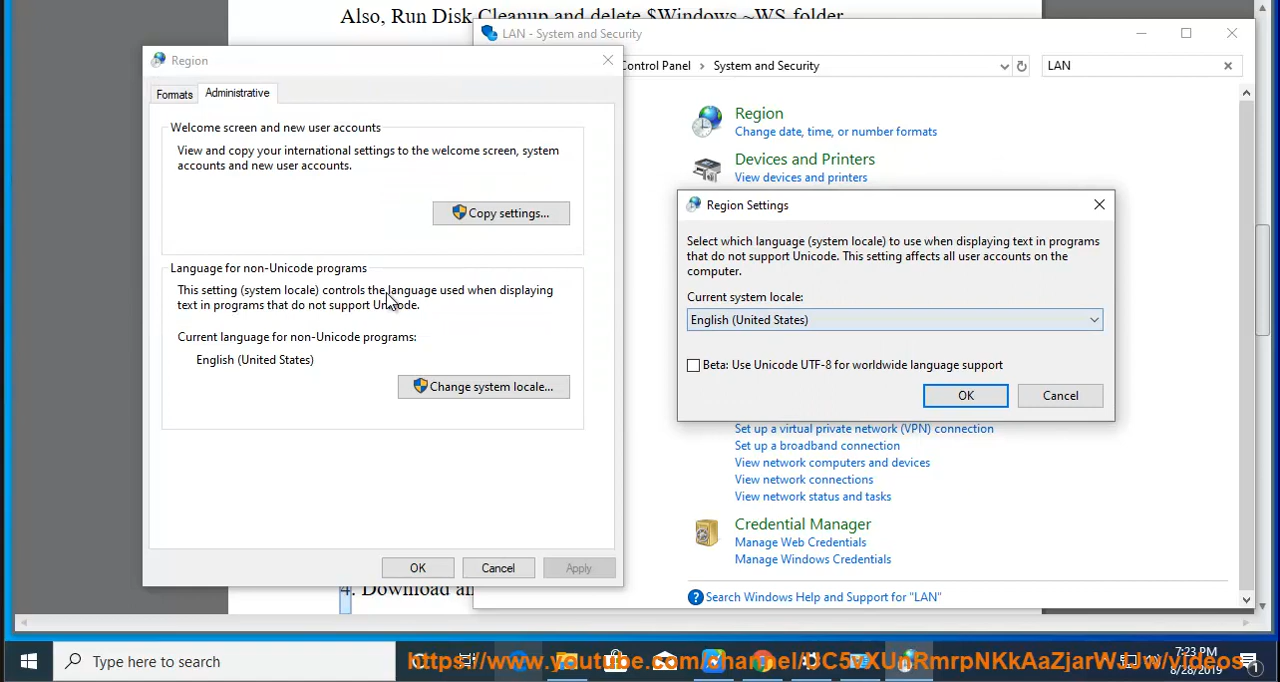 Also, Run Disk Cleanup and delete $Windows.~WS folder
LAN - System and Security
Region
Control Panel > System and Security
LAN
Formats
Administrative
Welcome screen and new user accounts
View and copy your international settings to the welcome screen, system
accounts and new user accounts.
Copy settings...
Language for non-Unicode programs
This setting (system locale) controls the language used when displaying
text in programs that do not support Unicode.
Current language for non-Unicode programs:
English (United States)
Change system locale...
OK
Cancel
Apply
Region
Change date, time, or number formats
Devices and Printers
View devices and printers
Region Settings
Select which language (system locale) to use when displaying text in programs
that do not support Unicode. This setting affects all user accounts on the
computer.
Current system locale:
English (United States)
Beta: Use Unicode UTF-8 for worldwide language support
OK
Cancel
Set up a virtual private network (VPN) connection
Set up a broadband connection
View network computers and devices
View network connections
View network status and tasks
Credential Manager
Manage Web Credentials
Manage Windows Credentials
Search Windows Help and Support for "LAN"
4. Download an
Type here to search
7:23 PM
8/28/2019
1